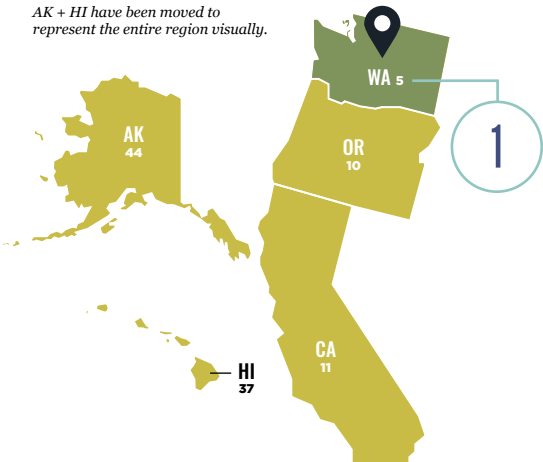 AK + HI have been moved to
represent the entire region visually.
WA 5
1
AK
44
OR
10
CA
11
HI
37